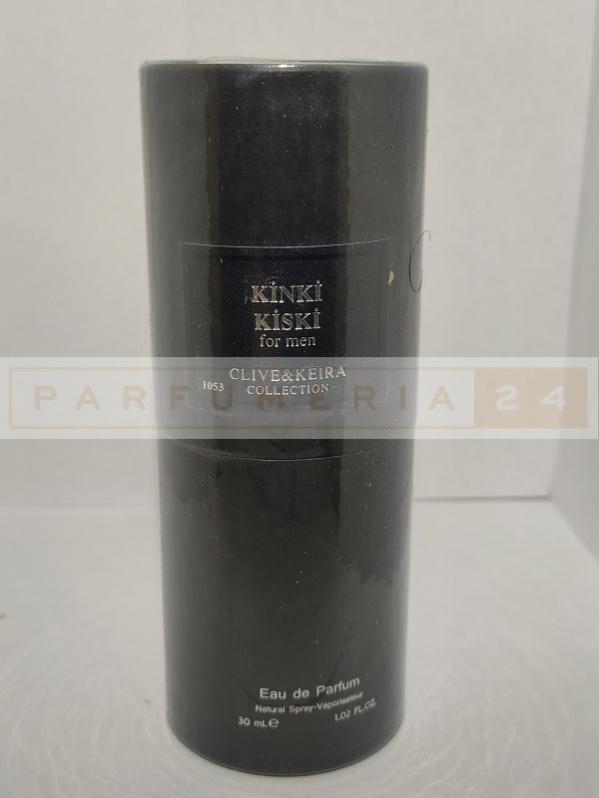 KİNKİ
KİSKİ
for men
CLIVE&KEIRA
1053 COLLECTION
PARFUMERIA 24
Eau de Parfum
Natural Spray-Vaporisateur
30 mL ℮ 1.02 FL.OZ